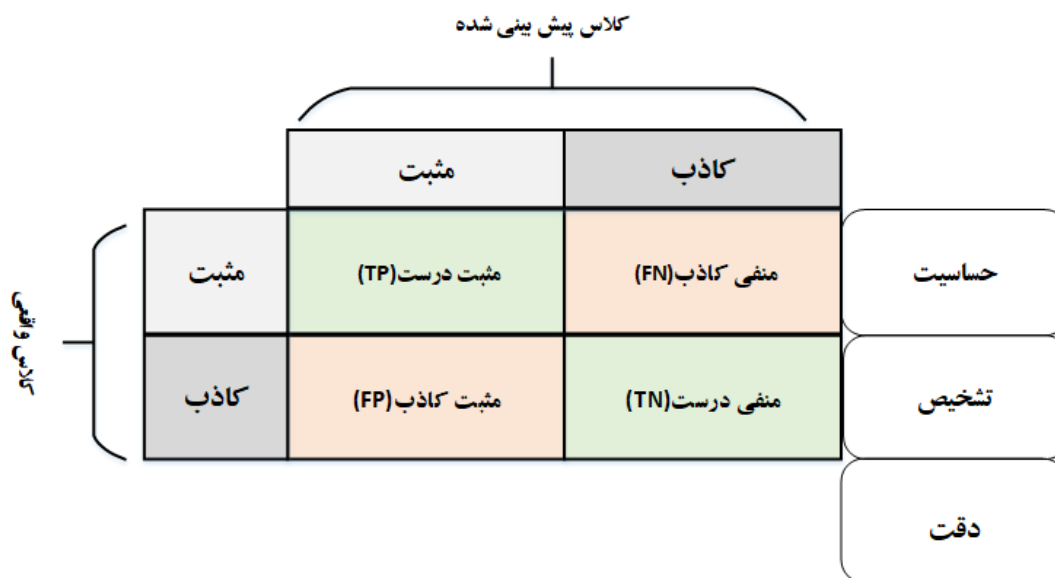 کلاس پیش بینی شده
مثبت
کاذب
مثبت
مثبت درست(TP)
منفی کاذب(FN)
حساسیت
کلاس واقعی
کاذب
مثبت کاذب(FP)
منفی درست(TN)
تشخیص
دقت